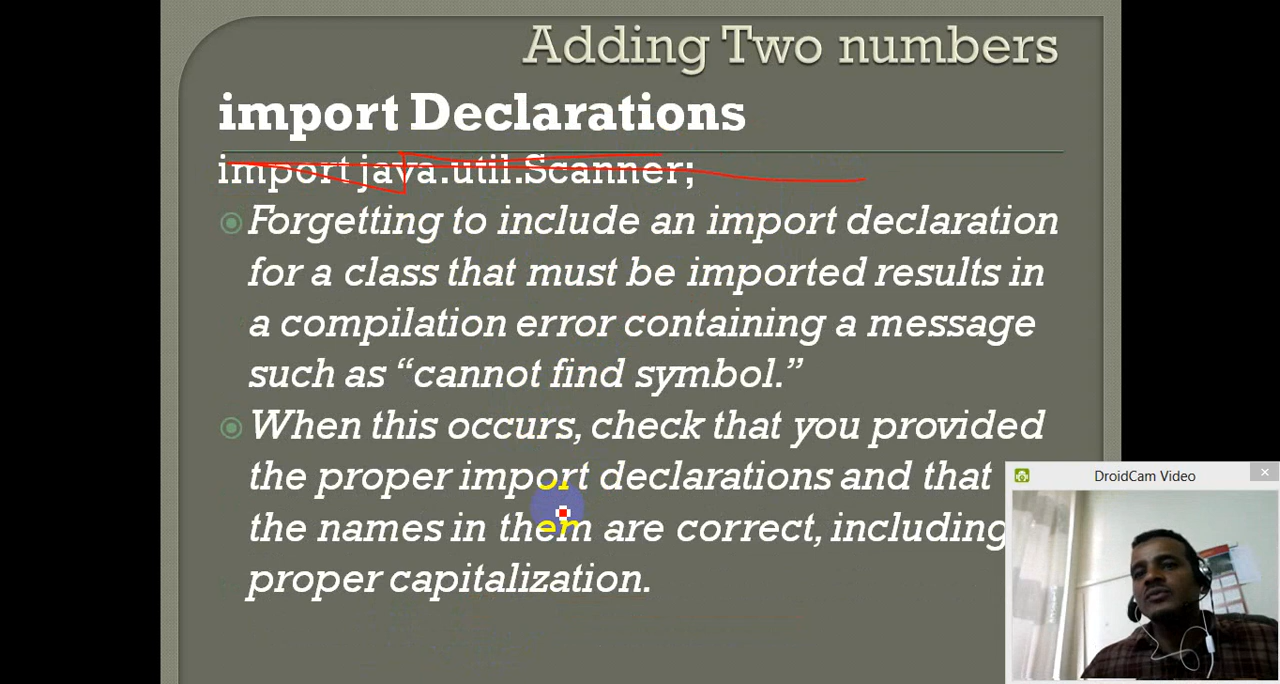 Adding Two numbers
import Declarations
import java.util.Scanner;
Forgetting to include an import declaration
for a class that must be imported results in
a compilation error containing a message
such as “cannot find symbol.”
When this occurs, check that you provided
the proper import declarations and that
the names in them are correct, including
proper capitalization.
DroidCam Video